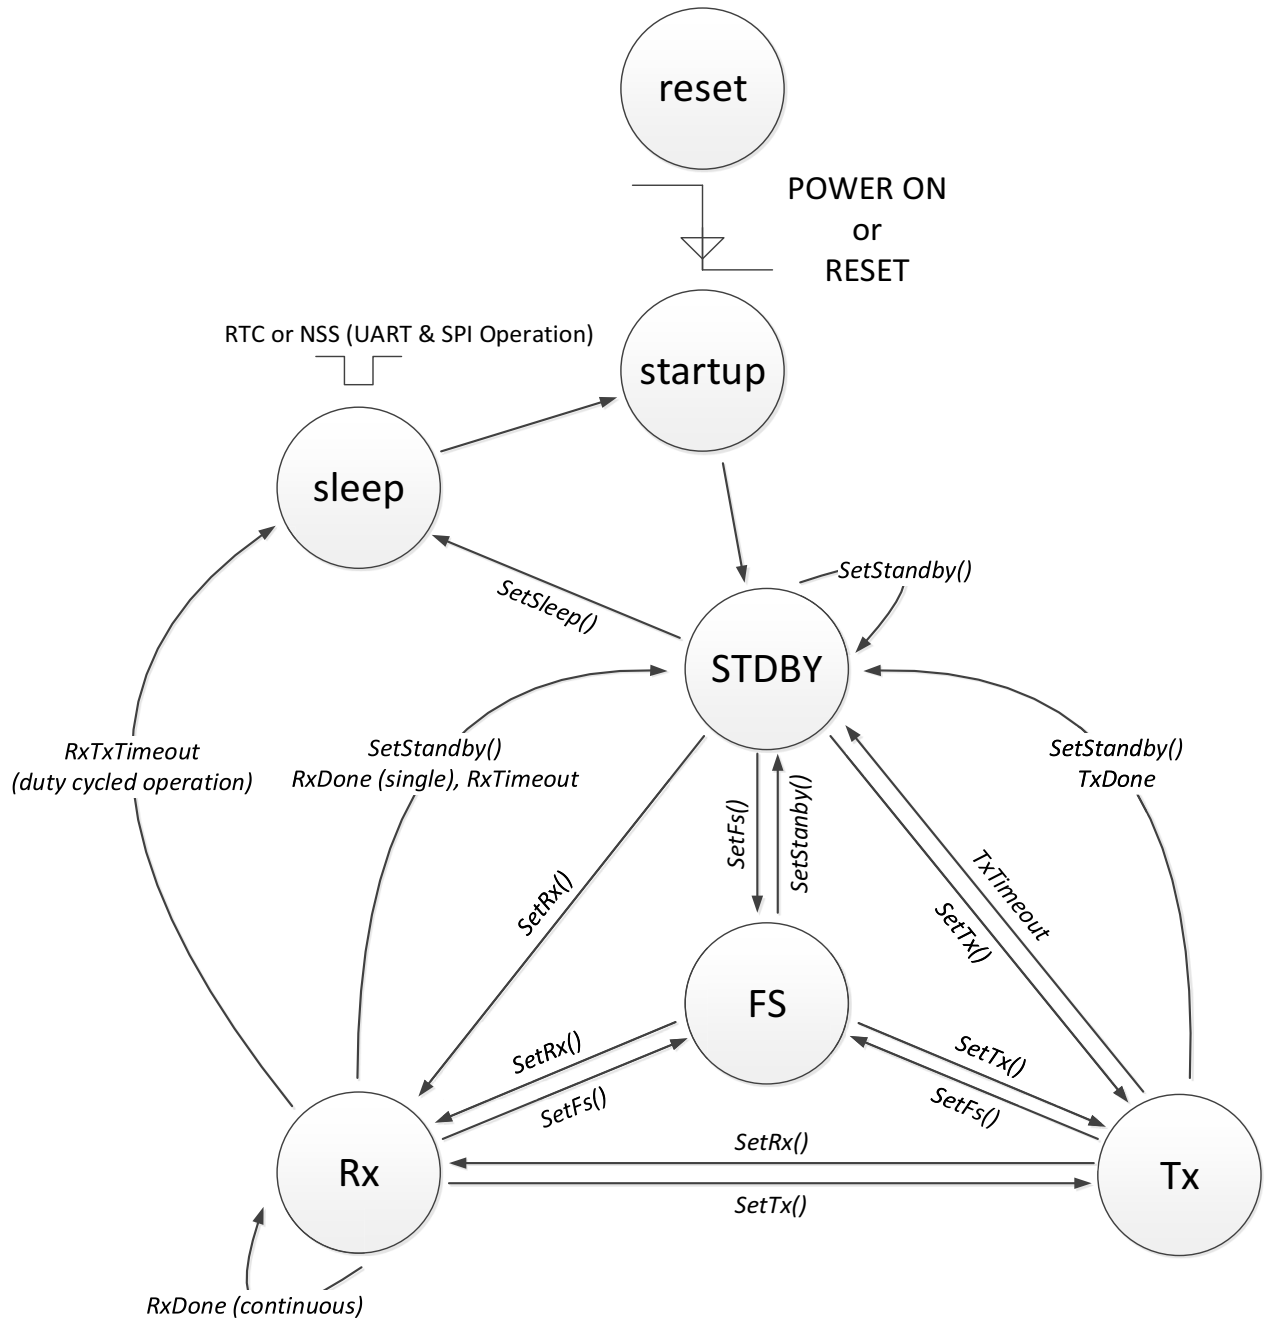 reset
POWER ON
or
RESET
RTC or NSS (UART & SPI Operation)
startup
sleep
SetStandby()
SetSleep()
STDBY
RxTxTimeout
(duty cycled operation)
SetStandby()
RxDone (single), RxTimeout
SetStandby()
TxDone
SetFs()
SetStanby()
TxTimeout
SetRx()
SetTx()
FS
SetRx()
SetFs()
SetTx()
SetFs()
SetRx()
Rx
Tx
SetTx()
RxDone (continuous)